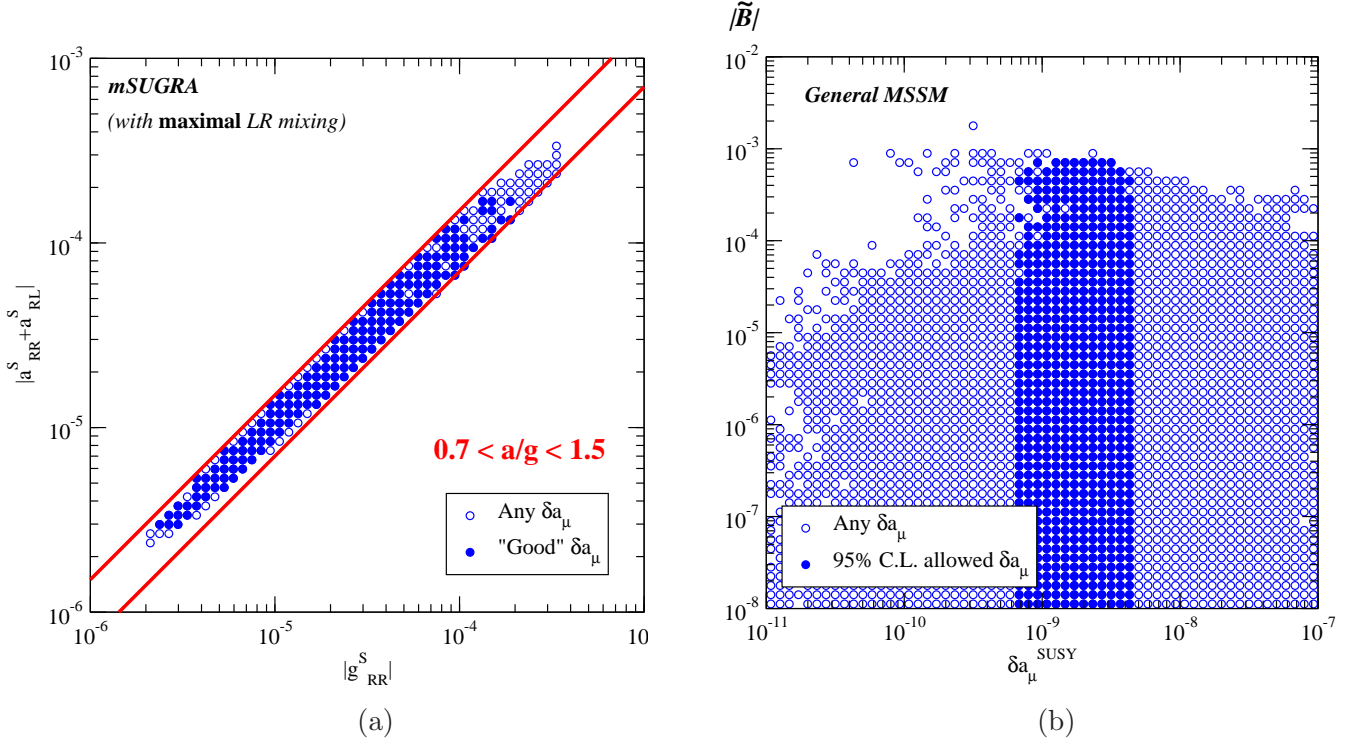 |B̃|
10⁻³
mSUGRA
(with maximal LR mixing)
10⁻⁴
|a^S_RR+a^S_RL|
10⁻⁵
0.7 < a/g < 1.5
Any δa_μ
"Good" δa_μ
10⁻⁶
10⁻⁶ 10⁻⁵ 10⁻⁴ 10
|g^S_RR|
(a)
10⁻²
General MSSM
10⁻³
10⁻⁴
10⁻⁵
10⁻⁶
10⁻⁷
Any δa_μ
95% C.L. allowed δa_μ
10⁻⁸
10⁻¹¹ 10⁻¹⁰ 10⁻⁹ 10⁻⁸ 10⁻⁷
δa_μ^SUSY
(b)